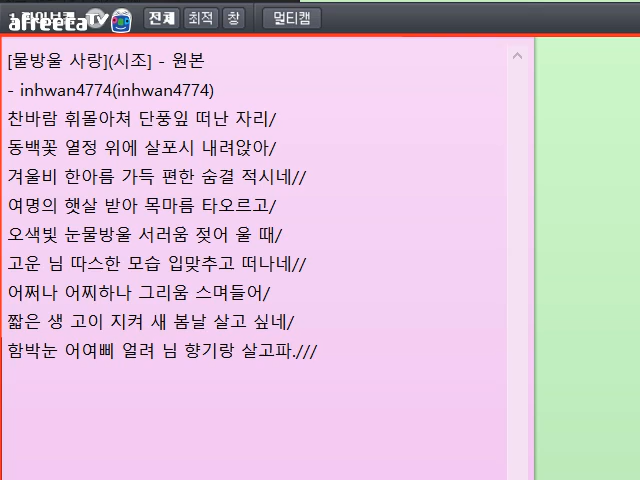 afreeca TV 전체 최적 창 멀티캠
[물방울 사랑](시조] - 원본
- inhwan4774(inhwan4774)
찬바람 휘몰아쳐 단풍잎 떠난 자리/
동백꽃 열정 위에 살포시 내려앉아/
겨울비 한아름 가득 편한 숨결 적시네//
여명의 햇살 받아 목마름 타오르고/
오색빛 눈물방울 서러움 젖어 울 때/
고운 님 따스한 모습 입맞추고 떠나네//
어쩌나 어찌하나 그리움 스며들어/
짧은 생 고이 지켜 새 봄날 살고 싶네/
함박눈 어여삐 얼려 님 향기랑 살고파.///